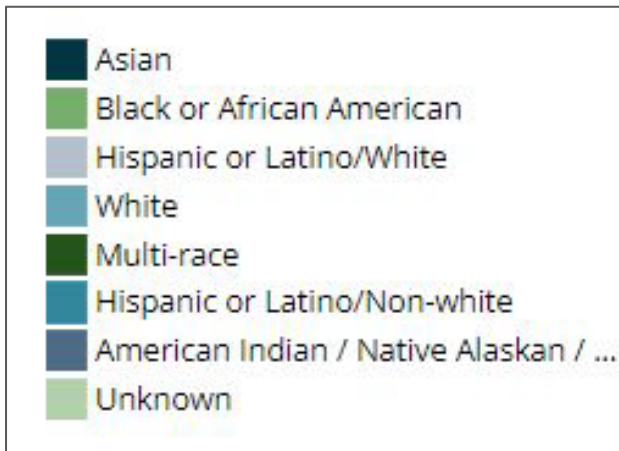 Asian
Black or African American
Hispanic or Latino/White
White
Multi-race
Hispanic or Latino/Non-white
American Indian / Native Alaskan / ...
Unknown